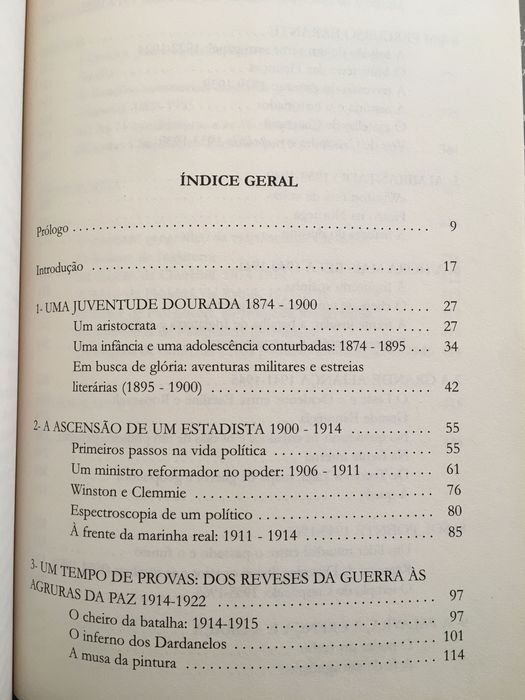 ÍNDICE GERAL
Prólogo ........................................ 9
Introdução ........................................ 17
1- UMA JUVENTUDE DOURADA 1874 - 1900 ............ 27
Um aristocrata ........................................ 27
Uma infância e uma adolescência conturbadas: 1874 - 1895 ... 34
Em busca de glória: aventuras militares e estreias
literárias (1895 - 1900) ........................................ 42
2- A ASCENSÃO DE UM ESTADISTA 1900 - 1914 .......... 55
Primeiros passos na vida política ........................ 55
Um ministro reformador no poder: 1906 - 1911 .......... 61
Winston e Clemmie ........................................ 76
Espectroscopia de um político ........................ 80
À frente da marinha real: 1911 - 1914 .................. 85
3- UM TEMPO DE PROVAS: DOS REVESES DA GUERRA ÀS
AGRURAS DA PAZ 1914-1922 ........................ 97
O cheiro da batalha: 1914-1915 ........................ 97
O inferno dos Dardanelos ........................ 101
A musa da pintura ........................................ 114